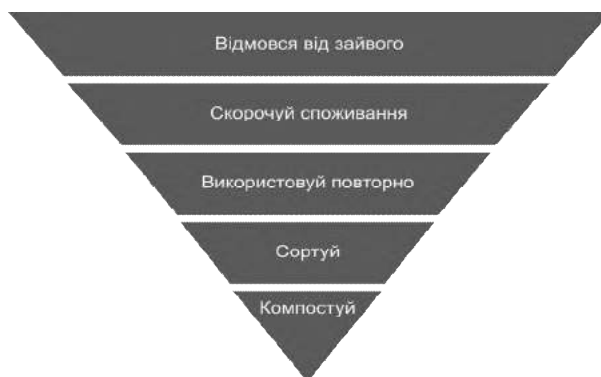 Відмовся від зайвого
Скорочуй споживання
Використовуй повторно
Сортуй
Компостуй